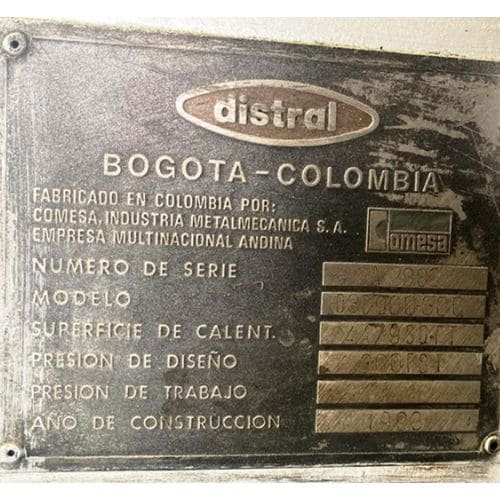 distral
BOGOTA-COLOMBIA
FABRICADO EN COLOMBIA POR:
COMESA, INDUSTRIA METALMECANICA S. A.
EMPRESA MULTINACIONAL ANDINA
Comesa
NUMERO DE SERIE
MODELO
SUPERFICIE DE CALENT.
PRESION DE DISEÑO
PRESION DE TRABAJO
AÑO DE CONSTRUCCION